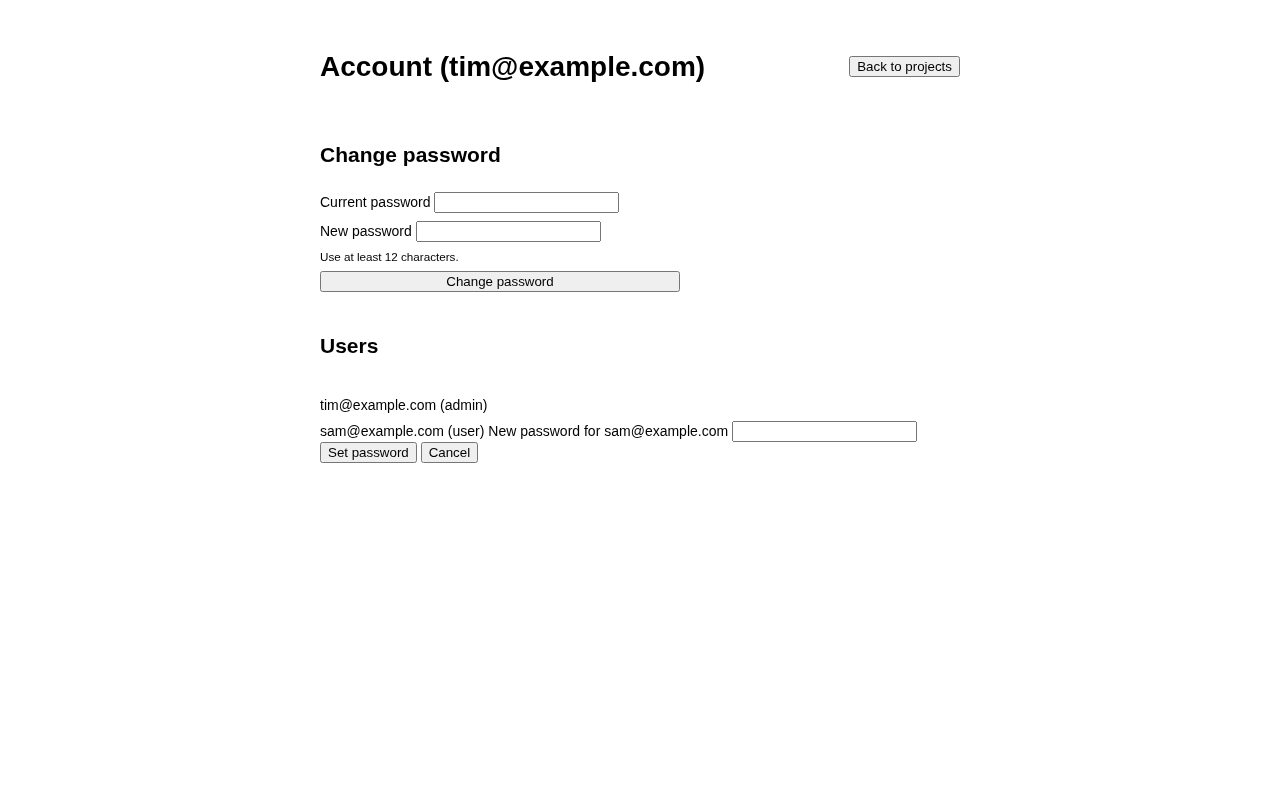 Account (tim@example.com)
Back to projects
Change password
Current password
New password
Use at least 12 characters.
Change password
Users
tim@example.com (admin)
sam@example.com (user) New password for sam@example.com
Set password Cancel